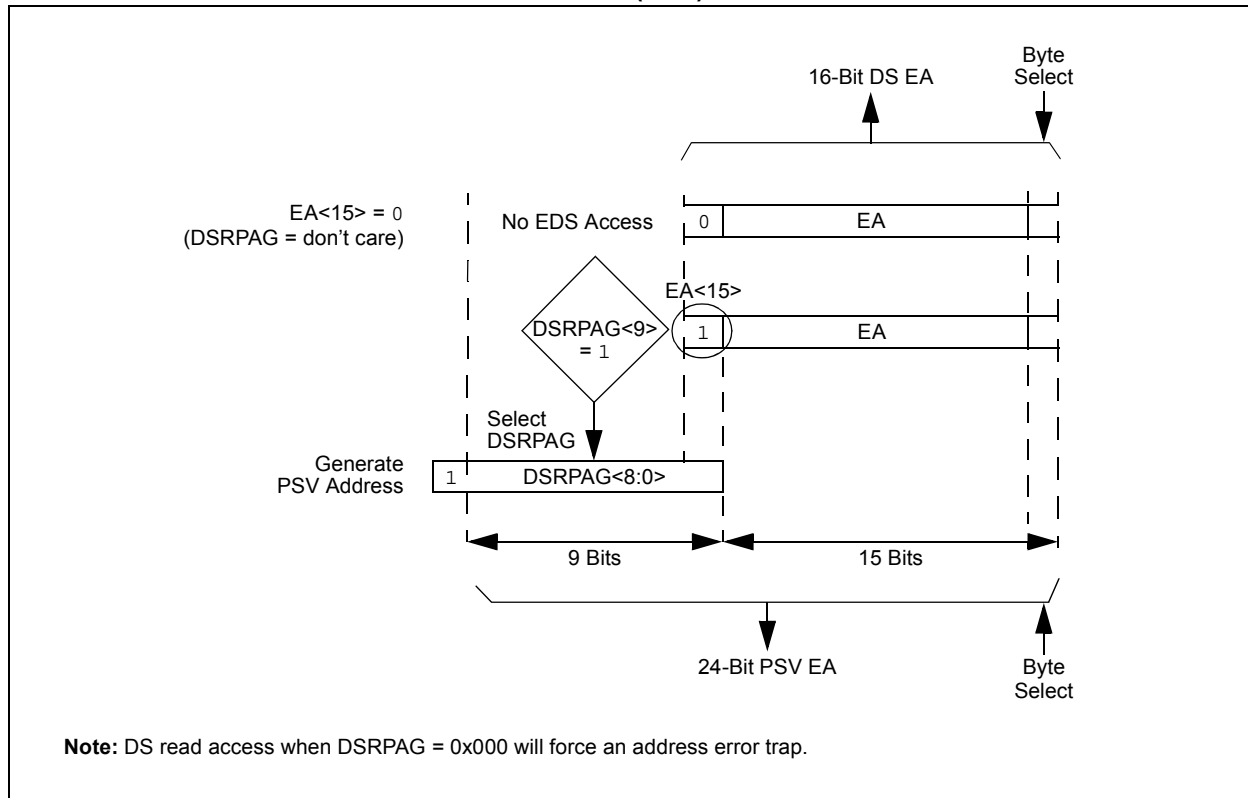 16-Bit DS EA
Byte
Select
EA<15> = 0
(DSRPAG = don't care)
No EDS Access
0
EA
EA<15>
DSRPAG<9>
= 1
1
EA
Select
DSRPAG
Generate
PSV Address
1
DSRPAG<8:0>
9 Bits
15 Bits
24-Bit PSV EA
Byte
Select
Note: DS read access when DSRPAG = 0x000 will force an address error trap.